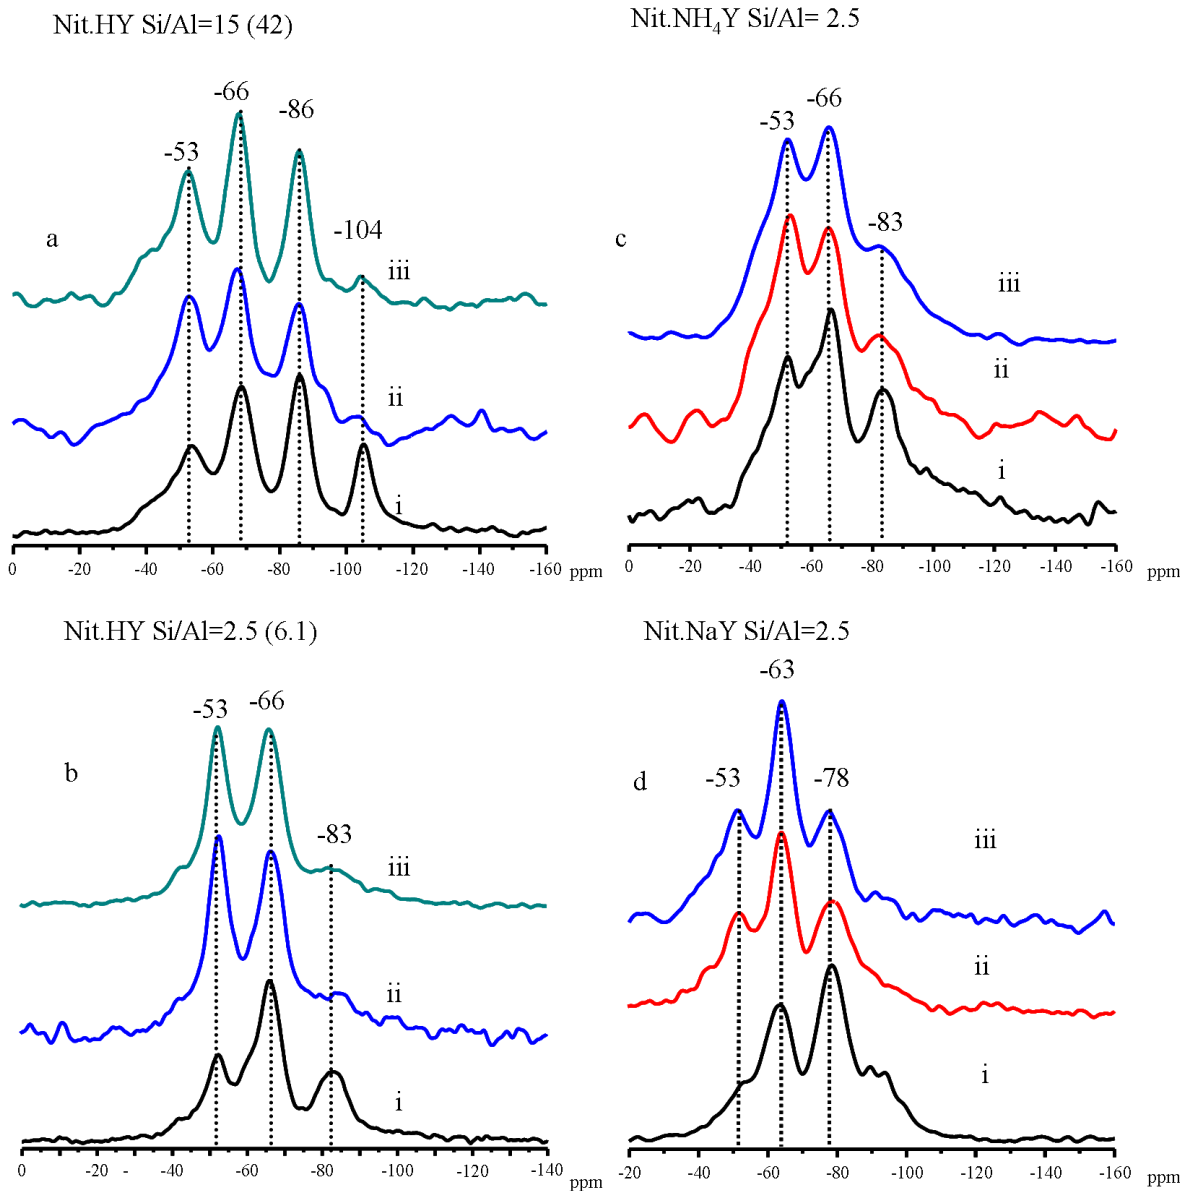 Nit.HY Si/Al=15 (42)
-53
-66
-86
-104
a
iii
ii
i
0 -20 -40 -60 -80 -100 -120 -140 -160 ppm
Nit.NH₄Y Si/Al= 2.5
-53
-66
-83
c
iii
ii
i
0 -20 -40 -60 -80 -100 -120 -140 -160 ppm
Nit.HY Si/Al=2.5 (6.1)
-53
-66
-83
b
iii
ii
i
0 -20 -40 -60 -80 -100 -120 -140 ppm
Nit.NaY Si/Al=2.5
-63
-53
-78
d
iii
ii
i
-20 -40 -60 -80 -100 -120 -140 -160 ppm